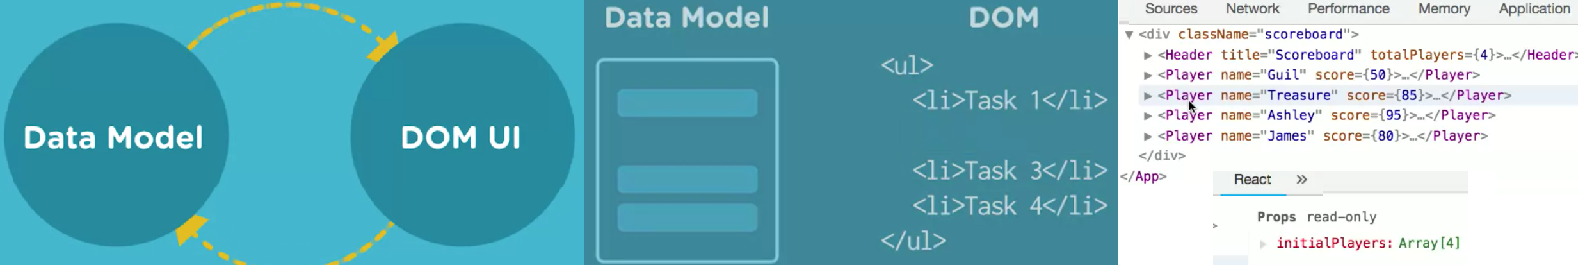 Data Model
DOM UI
Data Model
DOM
<ul>
<li>Task 1</li>
<li>Task 3</li>
<li>Task 4</li>
</ul>
Sources Network Performance Memory Application
▼ <div className="scoreboard">
▶ <Header title="Scoreboard" totalPlayers={4}>…</Header>
▶ <Player name="Guil" score={50}>…</Player>
▶ <Player name="Treasure" score={85}>…</Player>
▶ <Player name="Ashley" score={95}>…</Player>
▶ <Player name="James" score={80}>…</Player>
</div>
</App>
React »
>
Props read-only
▶ initialPlayers: Array[4]